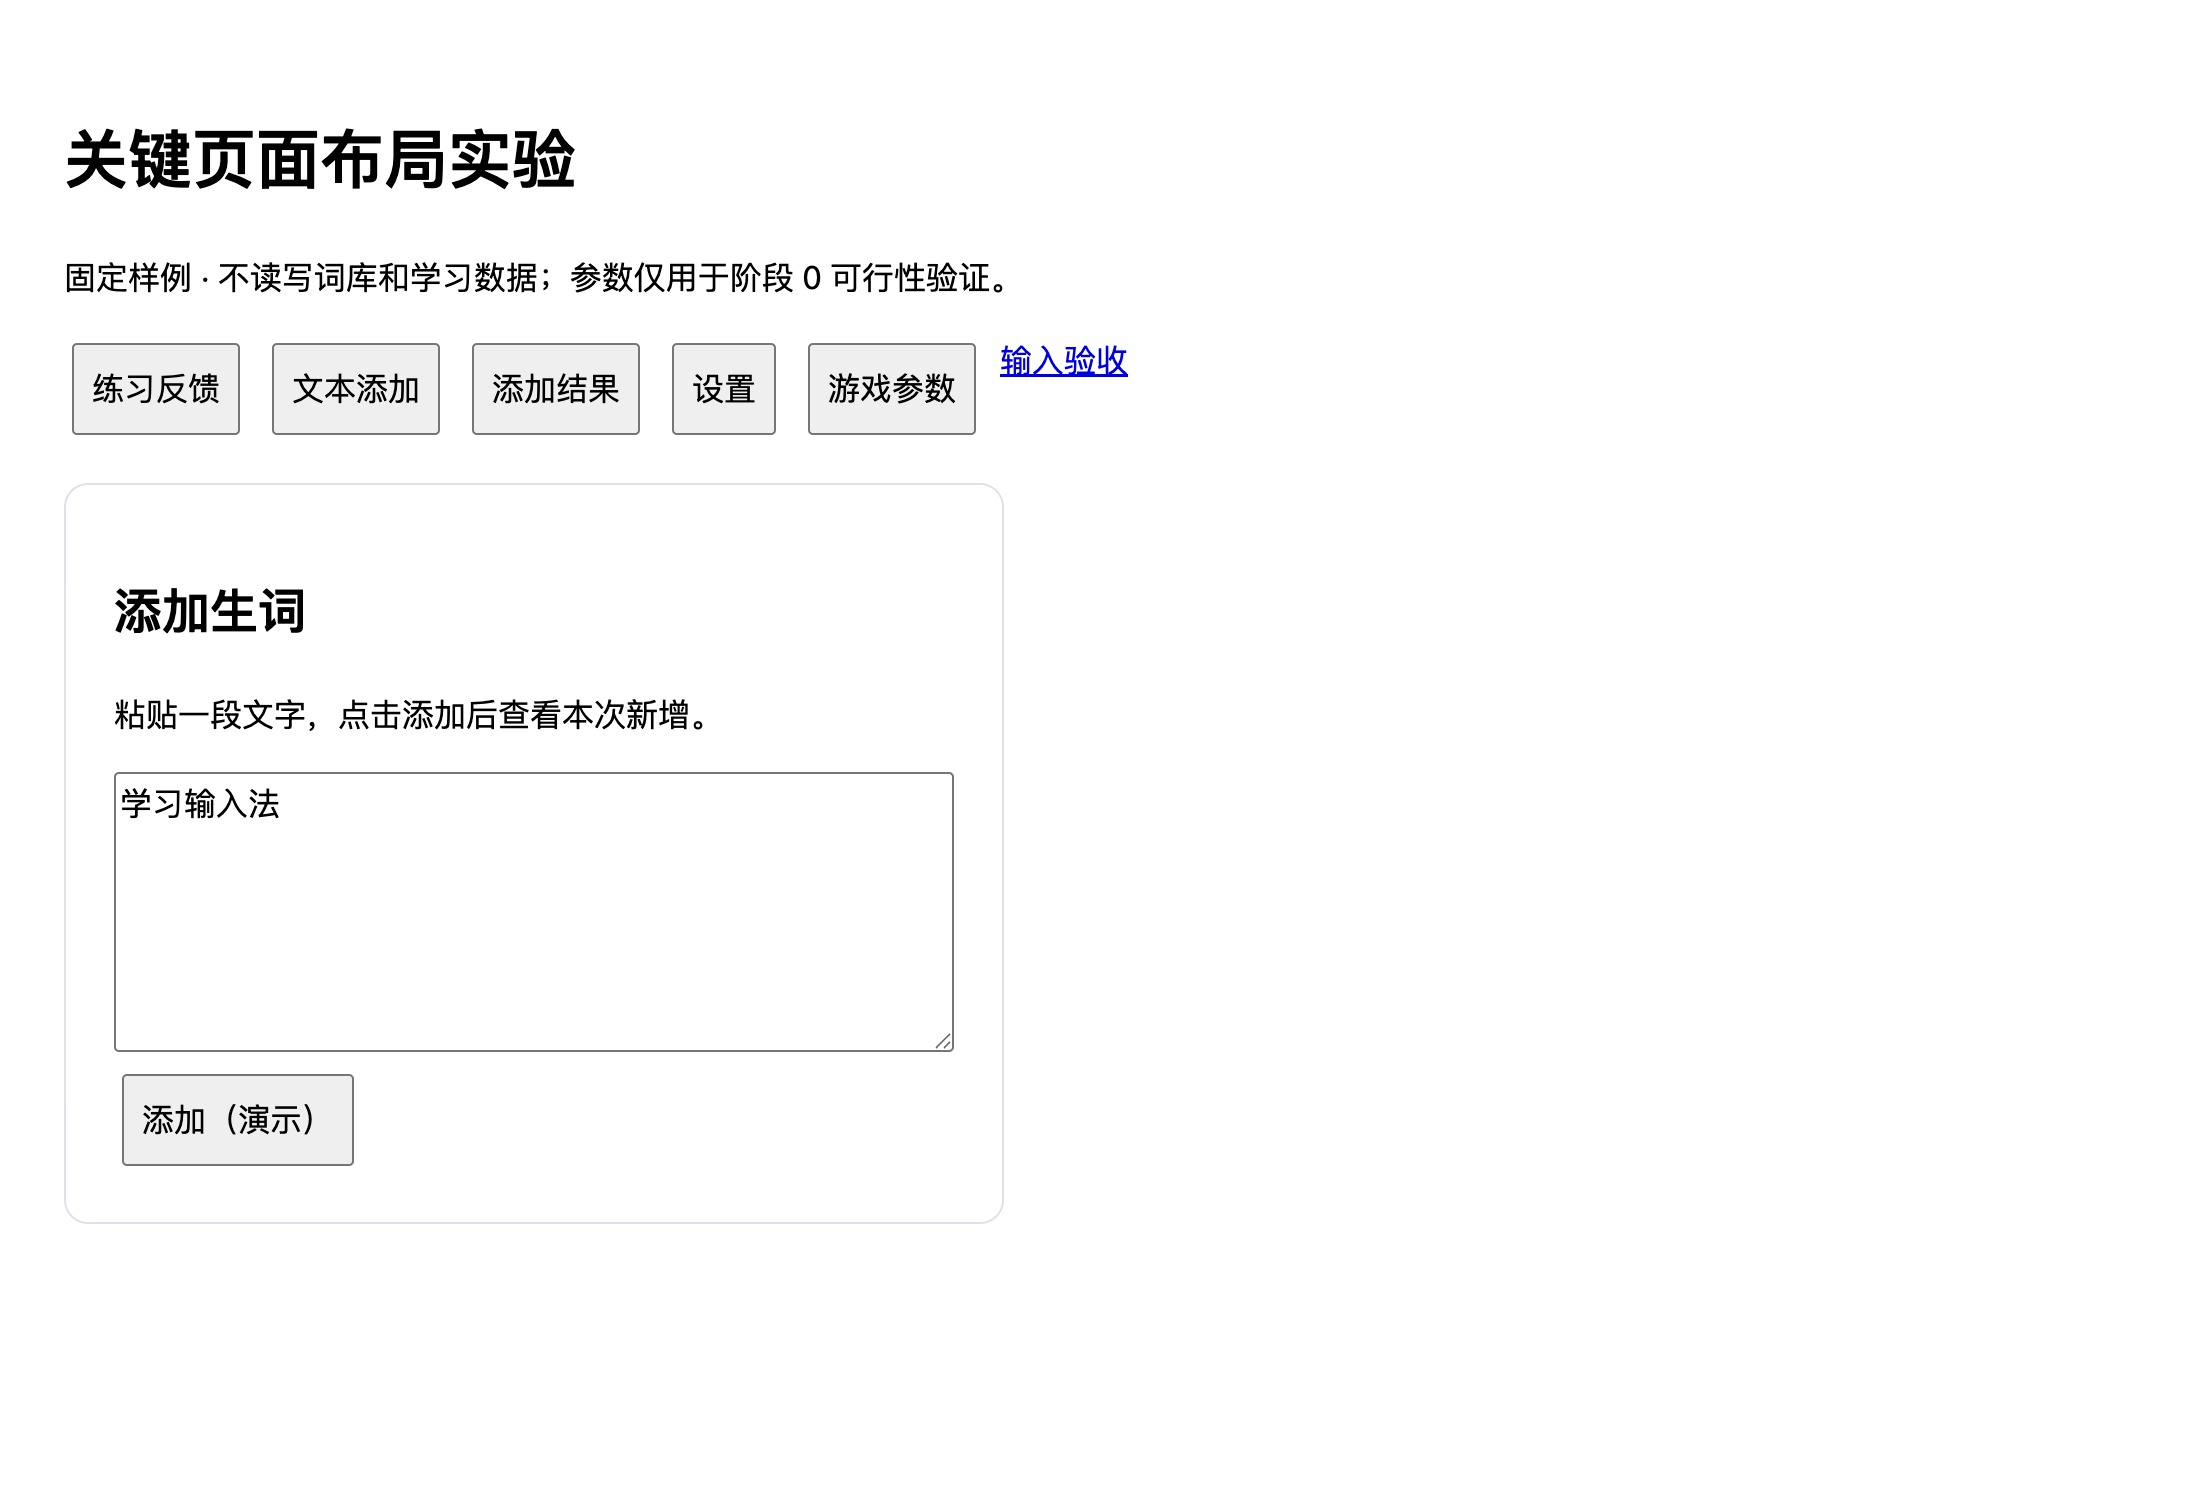 关键页面布局实验
固定样例 · 不读写词库和学习数据；参数仅用于阶段 0 可行性验证。
练习反馈 文本添加 添加结果 设置 游戏参数 输入验收
添加生词
粘贴一段文字，点击添加后查看本次新增。
学习输入法
添加（演示）